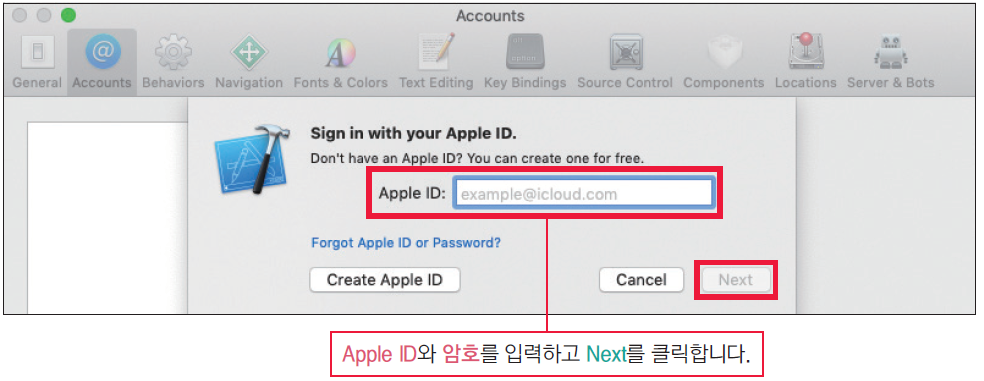 Accounts
General Accounts Behaviors Navigation Fonts & Colors Text Editing Key Bindings Source Control Components Locations Server & Bots
Sign in with your Apple ID.
Don't have an Apple ID? You can create one for free.
Apple ID: example@icloud.com
Forgot Apple ID or Password?
Create Apple ID Cancel Next
Apple ID와 암호를 입력하고 Next를 클릭합니다.